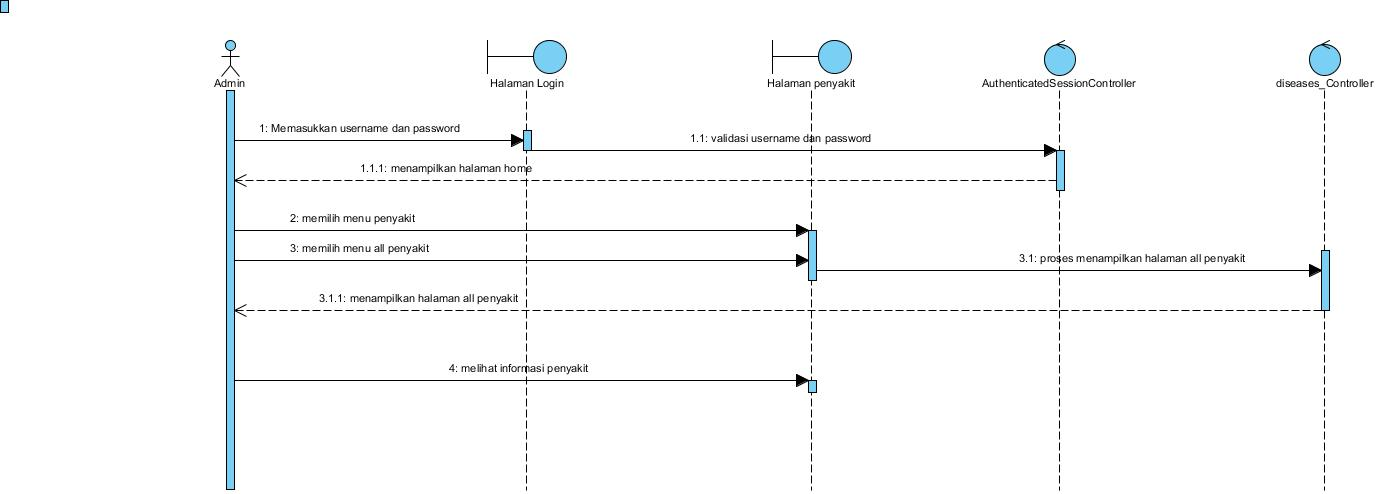 Admin
Halaman Login
Halaman penyakit
AuthenticatedSessionController
diseases_Controller
1: Memasukkan username dan password
1.1: validasi username dan password
1.1.1: menampilkan halaman home
2: memilih menu penyakit
3: memilih menu all penyakit
3.1: proses menampilkan halaman all penyakit
3.1.1: menampilkan halaman all penyakit
4: melihat informasi penyakit